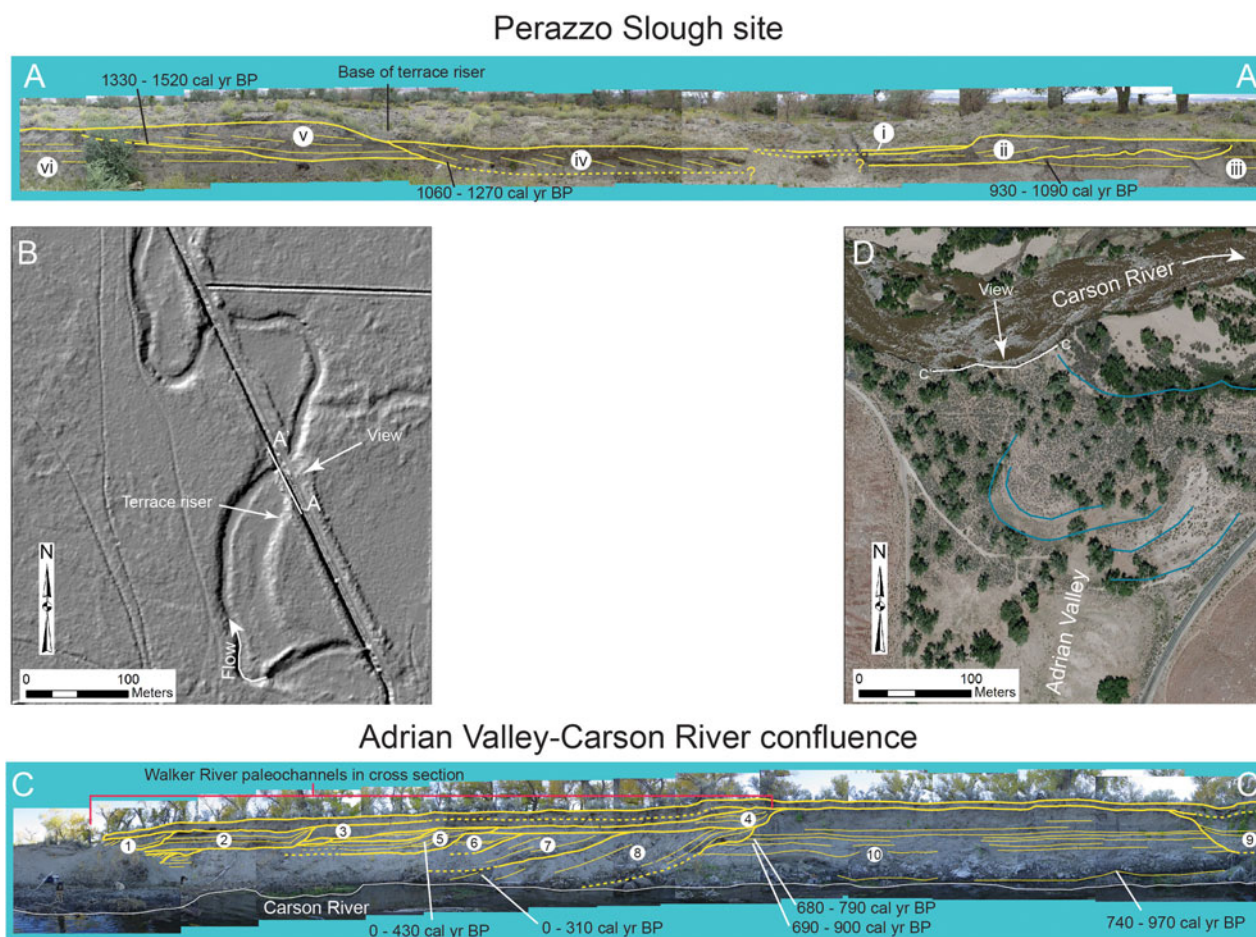 Perazzo Slough site
A
1330 - 1520 cal yr BP
Base of terrace riser
A'
v
i
ii
vi
iv
?
?
iii
1060 - 1270 cal yr BP
930 - 1090 cal yr BP
B
A'
View
Terrace riser
A
N
Flow
0 100
Meters
D
Carson River
View
C'
C
N
Adrian Valley
0 100
Meters
Adrian Valley-Carson River confluence
C
Walker River paleochannels in cross section
C'
1
2
3
4
5
6
7
8
9
10
Carson River
0 - 430 cal yr BP
0 - 310 cal yr BP
680 - 790 cal yr BP
690 - 900 cal yr BP
740 - 970 cal yr BP